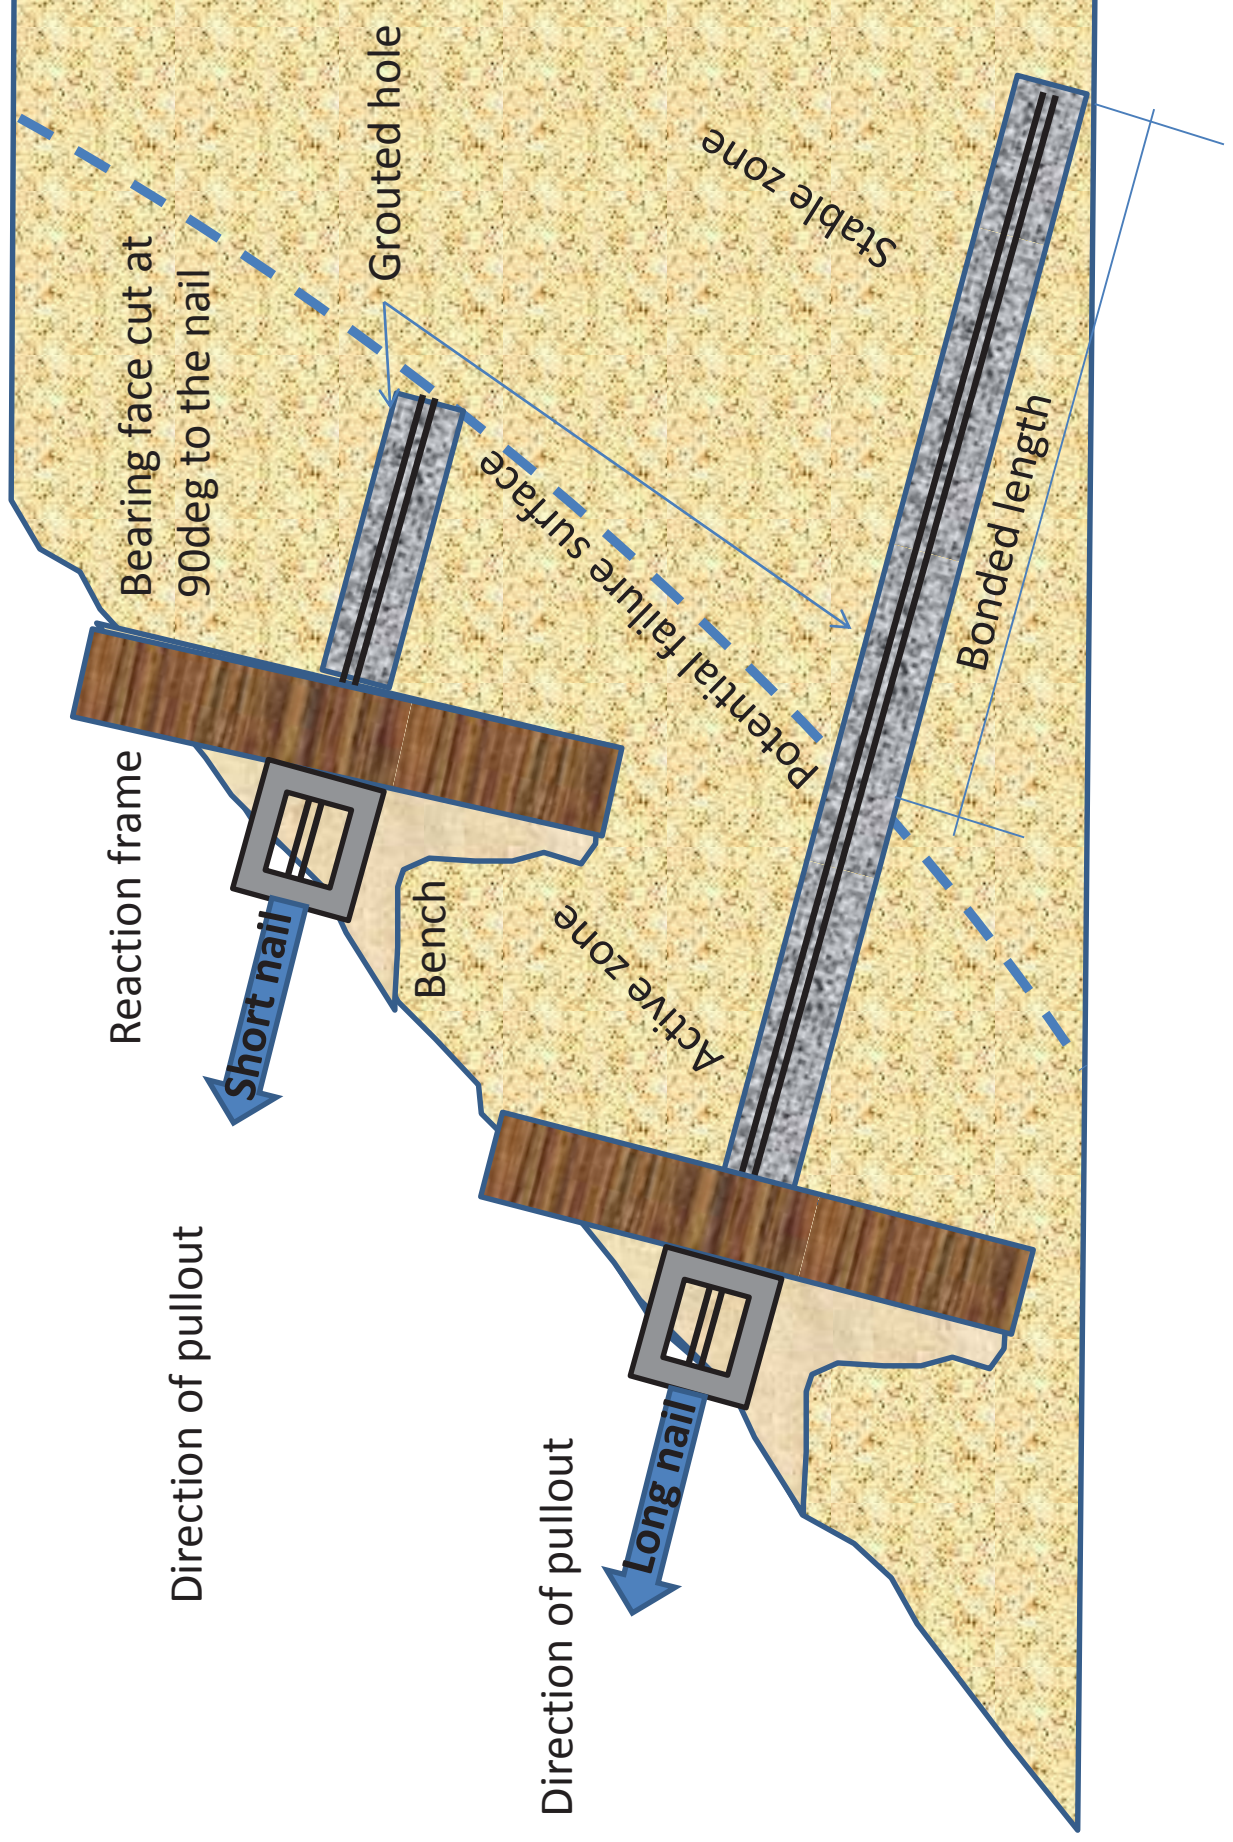 Bearing face cut at
90deg to the nail
Grouted hole
Reaction frame
Short nail
Bench
Direction of pullout
Potential failure surface
Stable zone
Active zone
Bonded length
Long nail
Direction of pullout